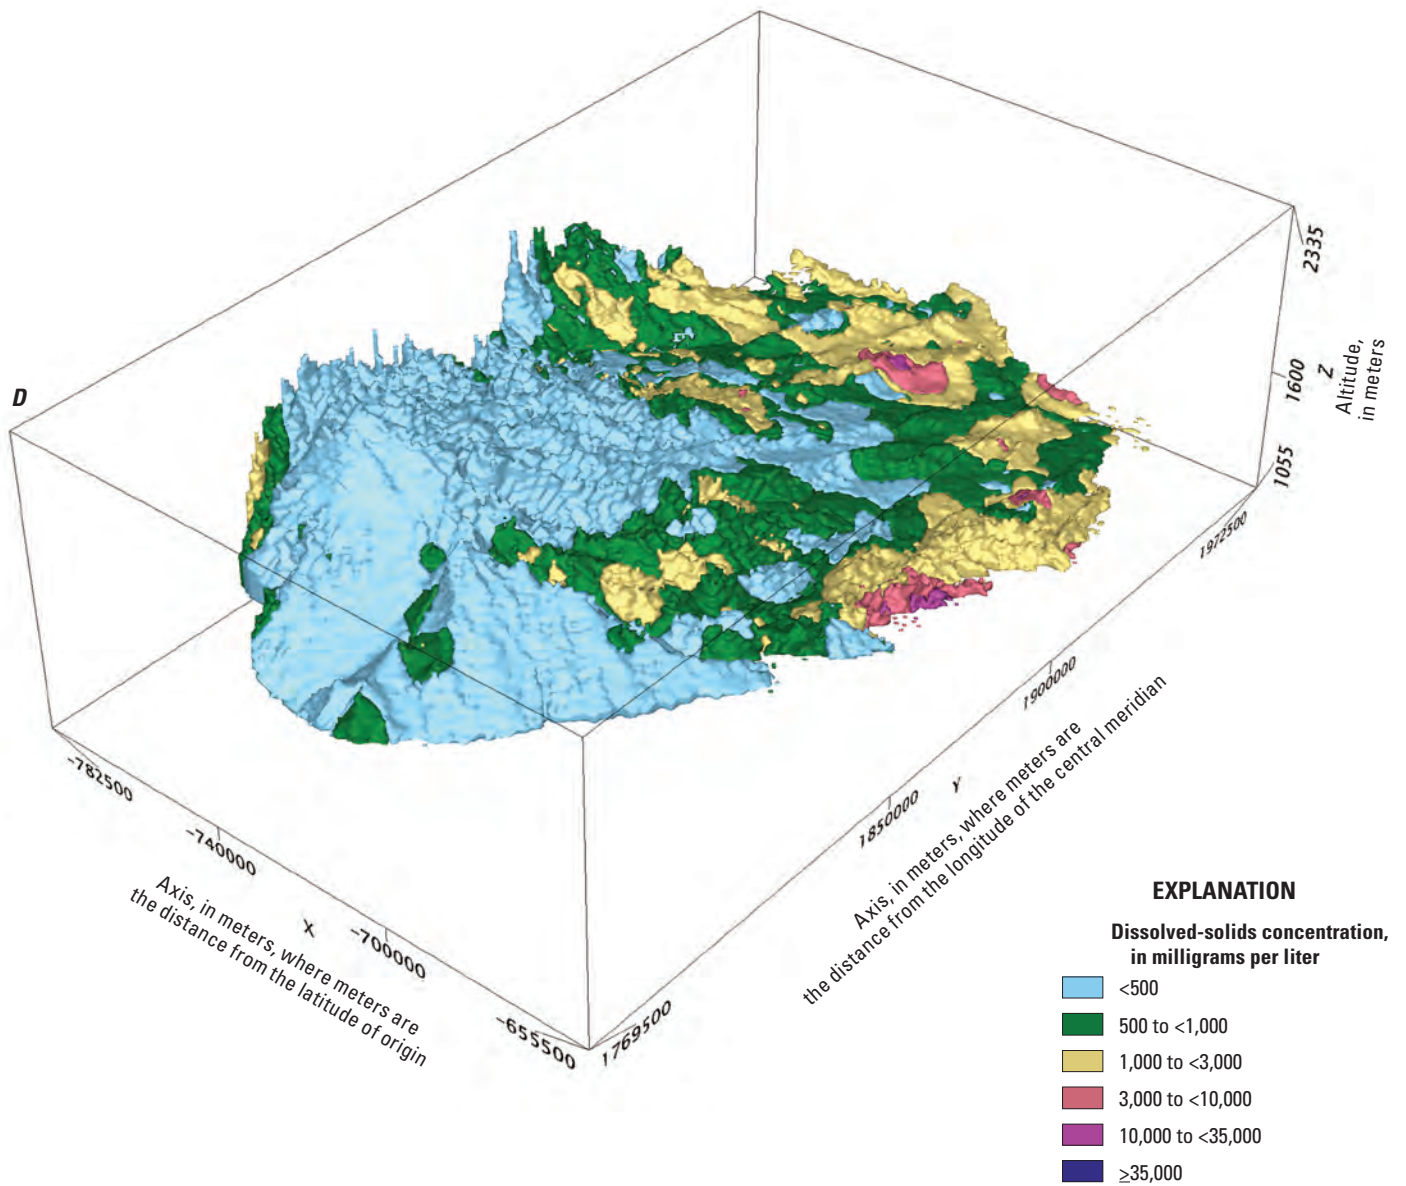 D
2335
1600
Z
Altitude,
in meters
1055
1972500
1900000
Y
1850000
1769500
Axis, in meters, where meters are
the distance from the longitude of the central meridian
-782500
-740000
X
-700000
-655500
Axis, in meters, where meters are
the distance from the latitude of origin
EXPLANATION
Dissolved-solids concentration,
in milligrams per liter
<500
500 to <1,000
1,000 to <3,000
3,000 to <10,000
10,000 to <35,000
≥35,000